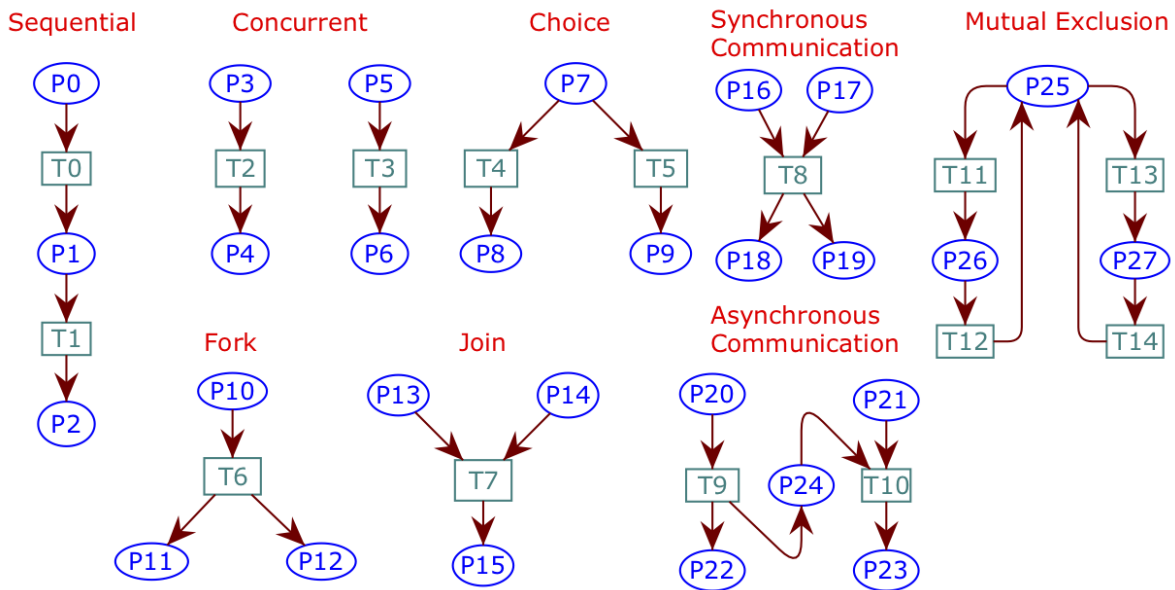 Sequential
Concurrent
Choice
Synchronous
Communication
Mutual Exclusion
P0
P3
P5
P7
P16
P17
P25
T0
T2
T3
T4
T5
T8
T11
T13
P1
P4
P6
P8
P9
P18
P19
P26
P27
T1
Fork
Join
Asynchronous
Communication
T12
T14
P2
P10
P13
P14
P20
P21
T6
T7
T9
P24
T10
P11
P12
P15
P22
P23